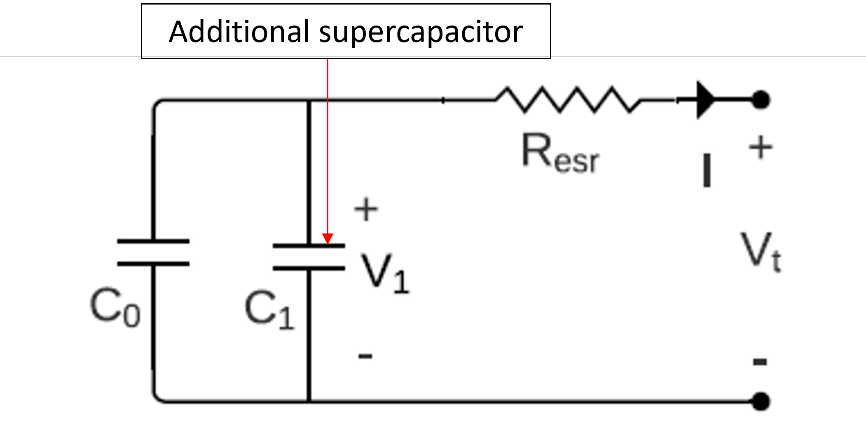 Additional supercapacitor
Resr
I
+
Vt
-
+
V1
-
C0
C1